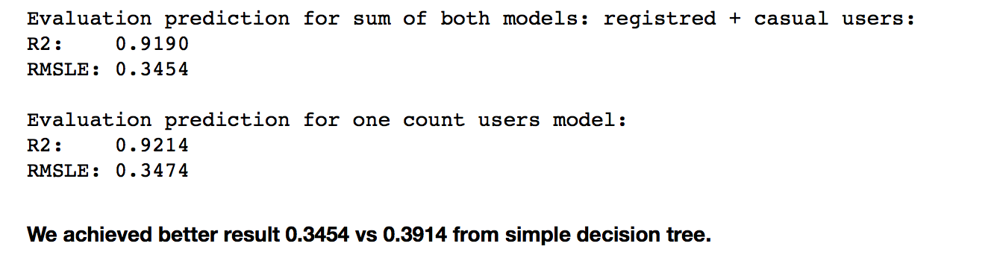 Evaluation prediction for sum of both models: registred + casual users:
R2:    0.9190
RMSLE: 0.3454
Evaluation prediction for one count users model:
R2:    0.9214
RMSLE: 0.3474
We achieved better result 0.3454 vs 0.3914 from simple decision tree.